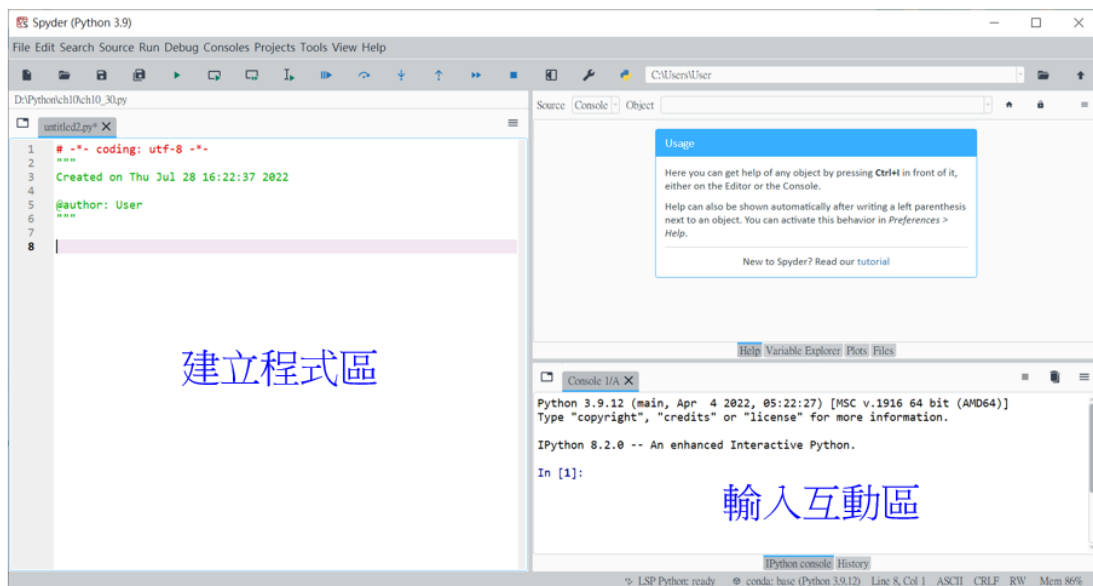 Spyder (Python 3.9)
File Edit Search Source Run Debug Consoles Projects Tools View Help
C:\Users\User
D:\Python\ch10\ch10_30.py
untitled2.py*
1 # -*- coding: utf-8 -*-
2 """
3 Created on Thu Jul 28 16:22:37 2022
4
5 @author: User
6 """
7
8
建立程式區
Source Console Object
Usage
Here you can get help of any object by pressing Ctrl+I in front of it,
either on the Editor or the Console.
Help can also be shown automatically after writing a left parenthesis
next to an object. You can activate this behavior in Preferences >
Help.
New to Spyder? Read our tutorial
Help Variable Explorer Plots Files
Console 1/A
Python 3.9.12 (main, Apr  4 2022, 05:22:27) [MSC v.1916 64 bit (AMD64)]
Type "copyright", "credits" or "license" for more information.
IPython 8.2.0 -- An enhanced Interactive Python.
In [1]:
輸入互動區
IPython console History
LSP Python: ready conda: base (Python 3.9.12) Line 8, Col 1 ASCII CRLF RW Mem 86%